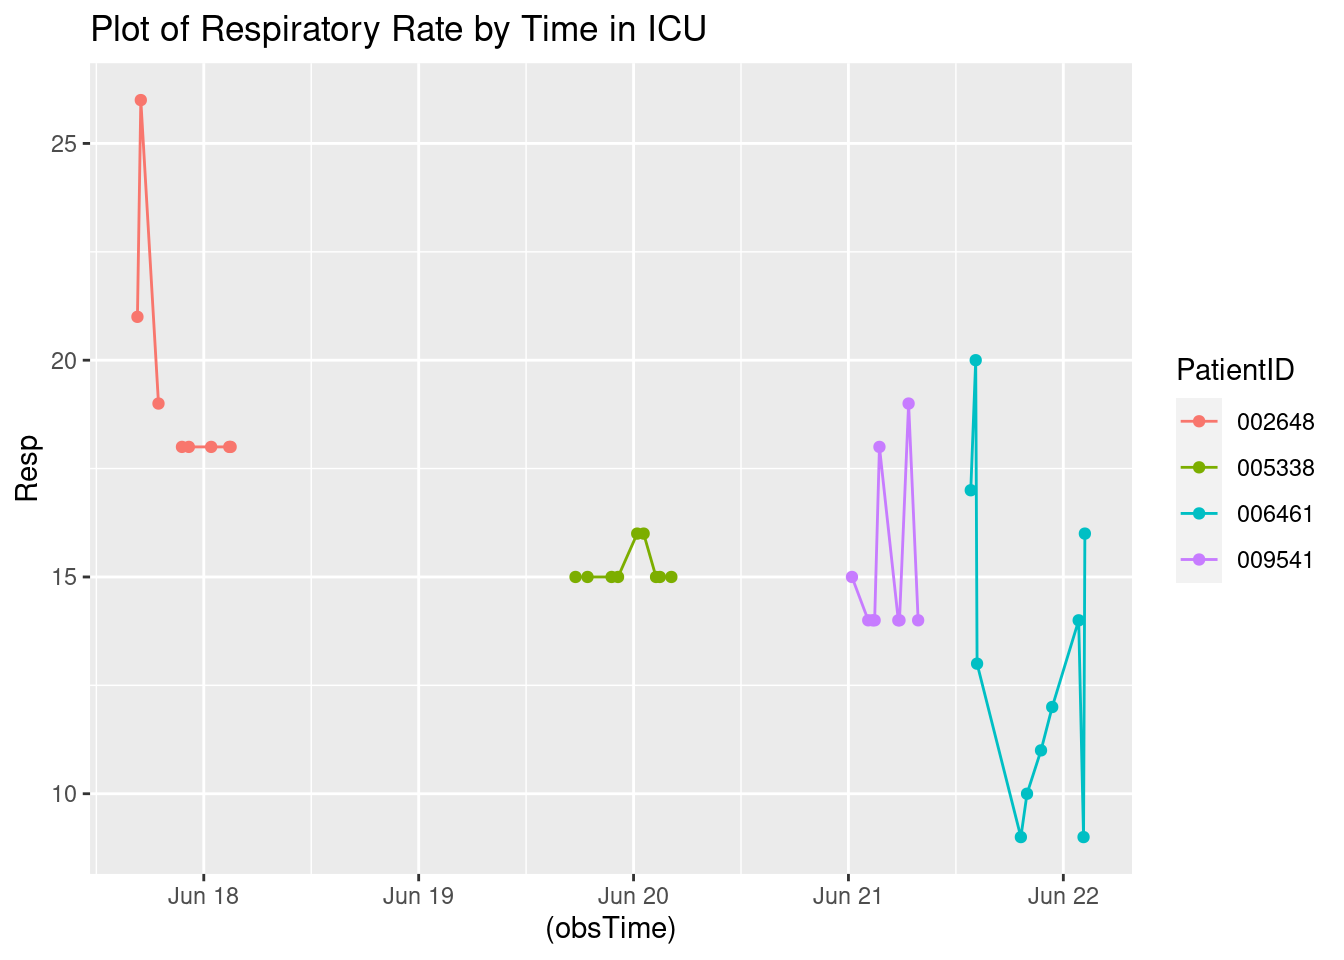 Plot of Respiratory Rate by Time in ICU
25
20
15
10
Resp
Jun 18
Jun 19
Jun 20
Jun 21
Jun 22
(obsTime)
PatientID
002648
005338
006461
009541